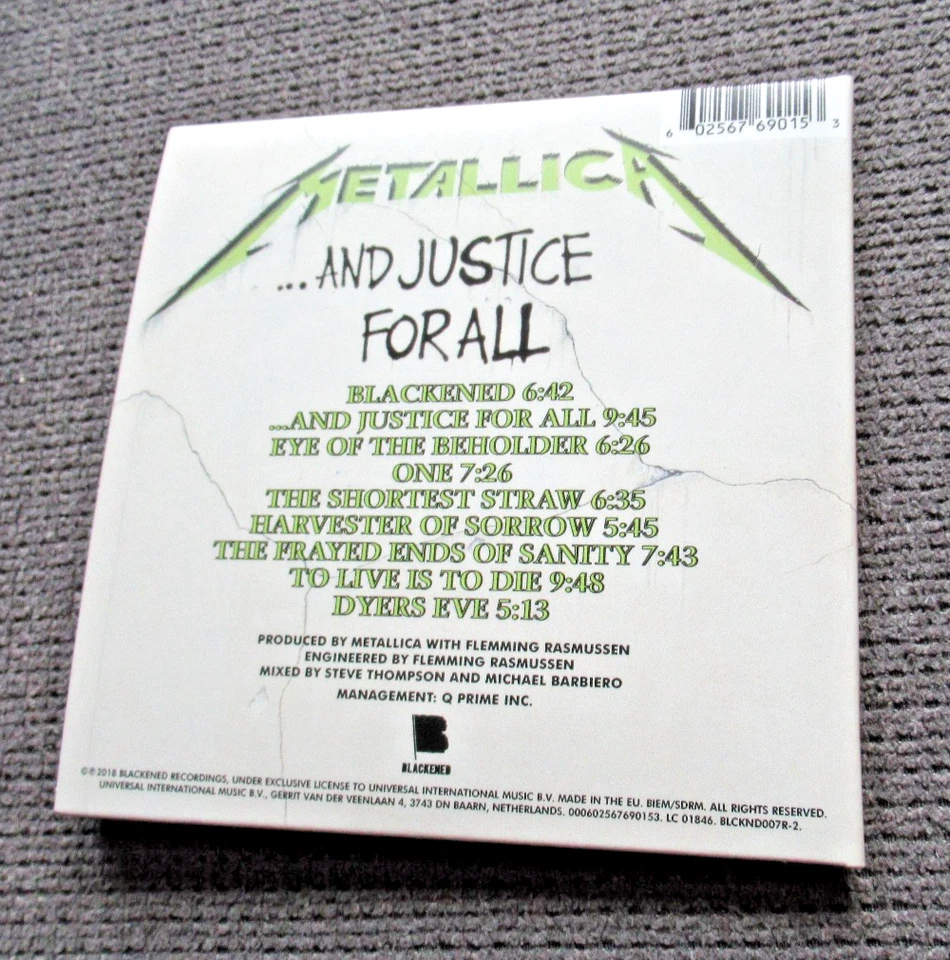 6 02567 69015 3
METALLICA
...AND JUSTICE
FOR ALL
BLACKENED 6:42
...AND JUSTICE FOR ALL 9:45
EYE OF THE BEHOLDER 6:26
ONE 7:26
THE SHORTEST STRAW 6:35
HARVESTER OF SORROW 5:45
THE FRAYED ENDS OF SANITY 7:43
TO LIVE IS TO DIE 9:48
DYERS EVE 5:13
PRODUCED BY METALLICA WITH FLEMMING RASMUSSEN
ENGINEERED BY FLEMMING RASMUSSEN
MIXED BY STEVE THOMPSON AND MICHAEL BARBIERO
MANAGEMENT: Q PRIME INC.
B
BLACKENED
©℗2018 BLACKENED RECORDINGS, UNDER EXCLUSIVE LICENSE TO UNIVERSAL INTERNATIONAL MUSIC B.V. MADE IN THE EU. BIEM/SDRM. ALL RIGHTS RESERVED.
UNIVERSAL INTERNATIONAL MUSIC B.V., GERRIT VAN DER VEENLAAN 4, 3743 DN BAARN, NETHERLANDS. 000602567690153. LC 01846. BLCKND007R-2.